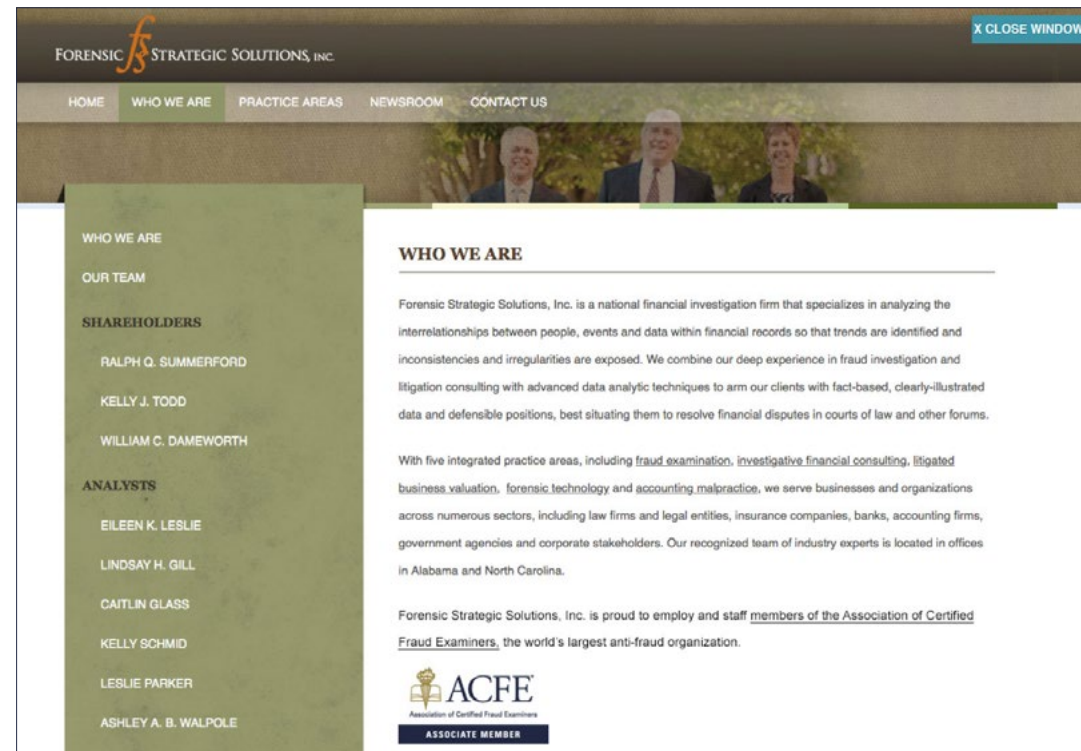 X CLOSE WINDOW
FORENSIC fss STRATEGIC SOLUTIONS, INC.
HOME WHO WE ARE PRACTICE AREAS NEWSROOM CONTACT US
WHO WE ARE
OUR TEAM
SHAREHOLDERS
RALPH Q. SUMMERFORD
KELLY J. TODD
WILLIAM C. DAMEWORTH
ANALYSTS
EILEEN K. LESLIE
LINDSAY H. GILL
CAITLIN GLASS
KELLY SCHMID
LESLIE PARKER
ASHLEY A. B. WALPOLE
WHO WE ARE
Forensic Strategic Solutions, Inc. is a national financial investigation firm that specializes in analyzing the
interrelationships between people, events and data within financial records so that trends are identified and
inconsistencies and irregularities are exposed. We combine our deep experience in fraud investigation and
litigation consulting with advanced data analytic techniques to arm our clients with fact-based, clearly-illustrated
data and defensible positions, best situating them to resolve financial disputes in courts of law and other forums.
With five integrated practice areas, including fraud examination, investigative financial consulting, litigated
business valuation, forensic technology and accounting malpractice, we serve businesses and organizations
across numerous sectors, including law firms and legal entities, insurance companies, banks, accounting firms,
government agencies and corporate stakeholders. Our recognized team of industry experts is located in offices
in Alabama and North Carolina.
Forensic Strategic Solutions, Inc. is proud to employ and staff members of the Association of Certified
Fraud Examiners, the world's largest anti-fraud organization.
ACFE
Association of Certified Fraud Examiners
ASSOCIATE MEMBER